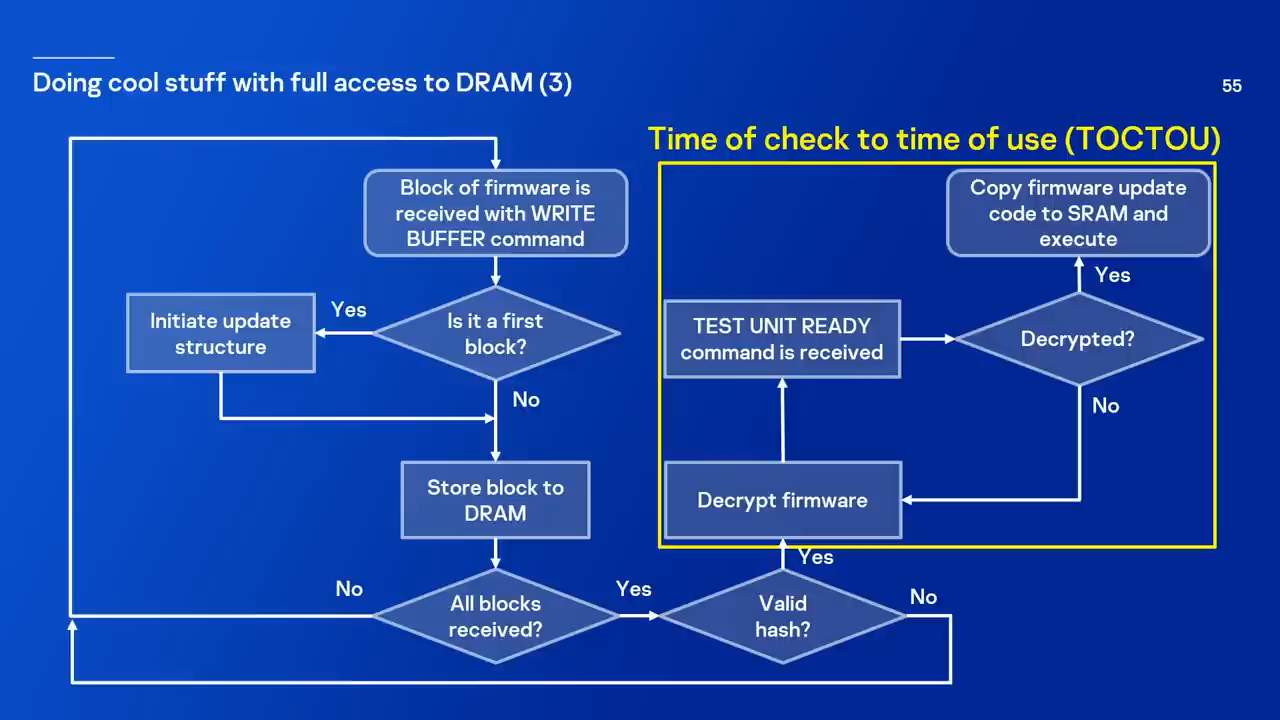 Doing cool stuff with full access to DRAM (3)
55
Time of check to time of use (TOCTOU)
Block of firmware is
received with WRITE
BUFFER command
Copy firmware update
code to SRAM and
execute
Yes
Initiate update
structure
Yes
Is it a first
block?
TEST UNIT READY
command is received
Decrypted?
No
No
Store block to
DRAM
Decrypt firmware
Yes
No
All blocks
received?
Yes
Valid
hash?
No